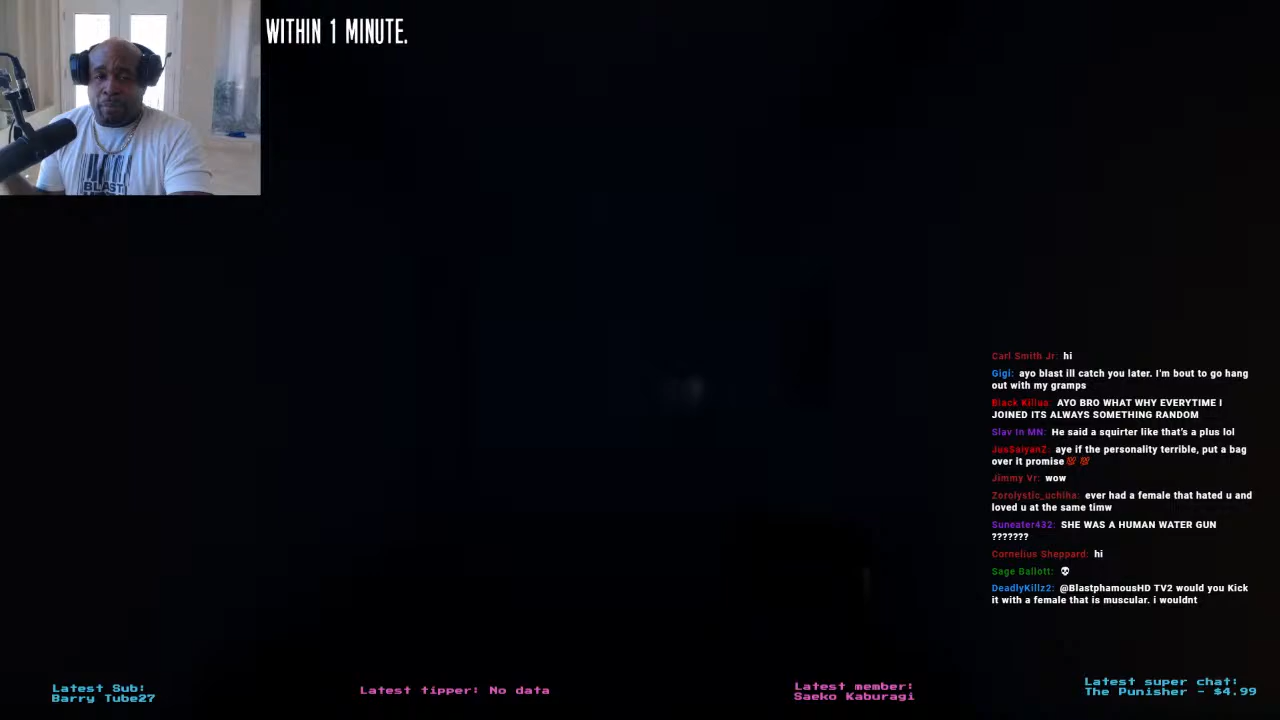 WITHIN 1 MINUTE.
BLAST
Carl Smith Jr: hi
Gigi: ayo blast ill catch you later. I'm bout to go hang
out with my gramps
Black Killua: AYO BRO WHAT WHY EVERYTIME I
JOINED ITS ALWAYS SOMETHING RANDOM
Slav In MN: He said a squirter like that's a plus lol
JusSaiyanZ: aye if the personality terrible, put a bag
over it promise 💯 💯
Jimmy Vr: wow
Zorolystic_uchiha: ever had a female that hated u and
loved u at the same timw
Suneater432: SHE WAS A HUMAN WATER GUN
???????
Cornelius Sheppard: hi
Sage Ballott: 💀
DeadlyKillz2: @BlastphamousHD TV2 would you Kick
it with a female that is muscular. i wouldnt
Latest Sub:
Barry Tube27
Latest tipper: No data
Latest member:
Saeko Kaburagi
Latest super chat:
The Punisher - $4.99